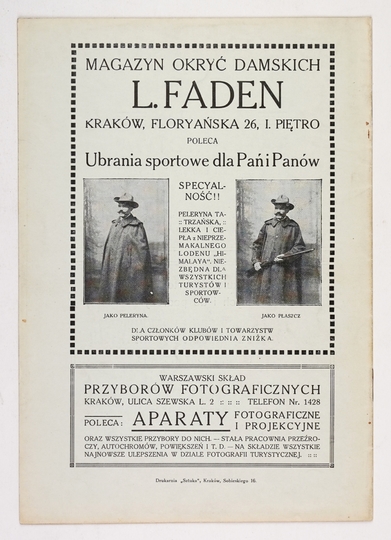 MAGAZYN OKRYĆ DAMSKICH
L. FADEN
KRAKÓW, FLORYAŃSKA 26, I. PIĘTRO
POLECA
Ubrania sportowe dla Pań i Panów
SPECYAL-
NOŚĆ!!
PELERYNA TA-
TRZAŃSKA, ::
LEKKA I CIE-
PŁA z NIEPRZE-
MAKALNEGO
LODENU „HI-
MALAYA“. NIE-
ZBĘDNA DLA
WSZYSTKICH
TURYSTÓW I
SPORTOW-
CÓW.
JAKO PELERYNA.
JAKO PŁASZCZ
DLA CZŁONKÓW KLUBÓW I TOWARZYSTW
SPORTOWYCH ODPOWIEDNIA ZNIŻKA.
WARSZAWSKI SKŁAD
PRZYBORÓW FOTOGRAFICZNYCH
KRAKÓW, ULICA SZEWSKA L. 2 :: :: :: TELEFON Nr. 1428
POLECA: APARATY FOTOGRAFICZNE
I PROJEKCYJNE
ORAZ WSZYSTKIE PRZYBORY DO NICH. — STAŁA PRACOWNIA PRZEŹRO-
CZY, AUTOCHROMÓW, POWIĘKSZEŃ I T. D. — NA SKŁADZIE WSZYSTKIE
NAJNOWSZE ULEPSZENIA W DZIALE FOTOGRAFII TURYSTYCZNEJ. :: ::
Drukarnia „Sztuka“, Kraków, Sobieskiego 16.